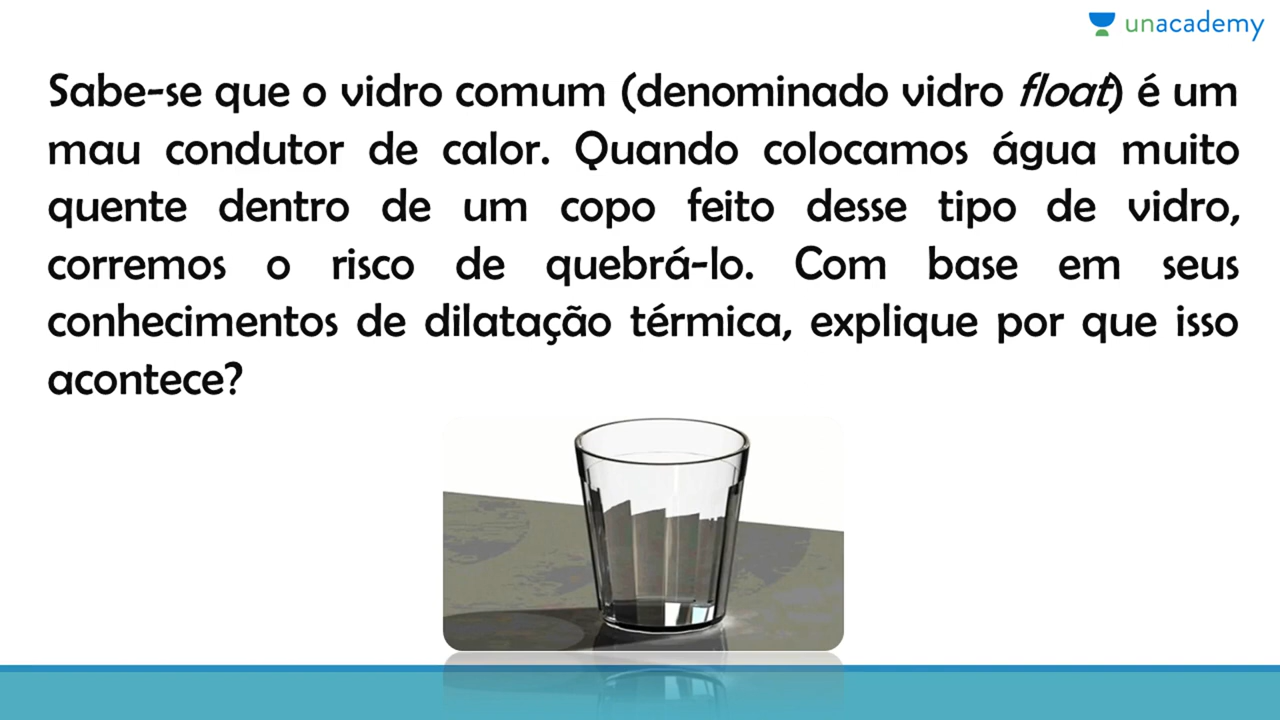 unacademy
Sabe-se que o vidro comum (denominado vidro float) é um
mau condutor de calor. Quando colocamos água muito
quente dentro de um copo feito desse tipo de vidro,
corremos o risco de quebrá-lo. Com base em seus
conhecimentos de dilatação térmica, explique por que isso
acontece?